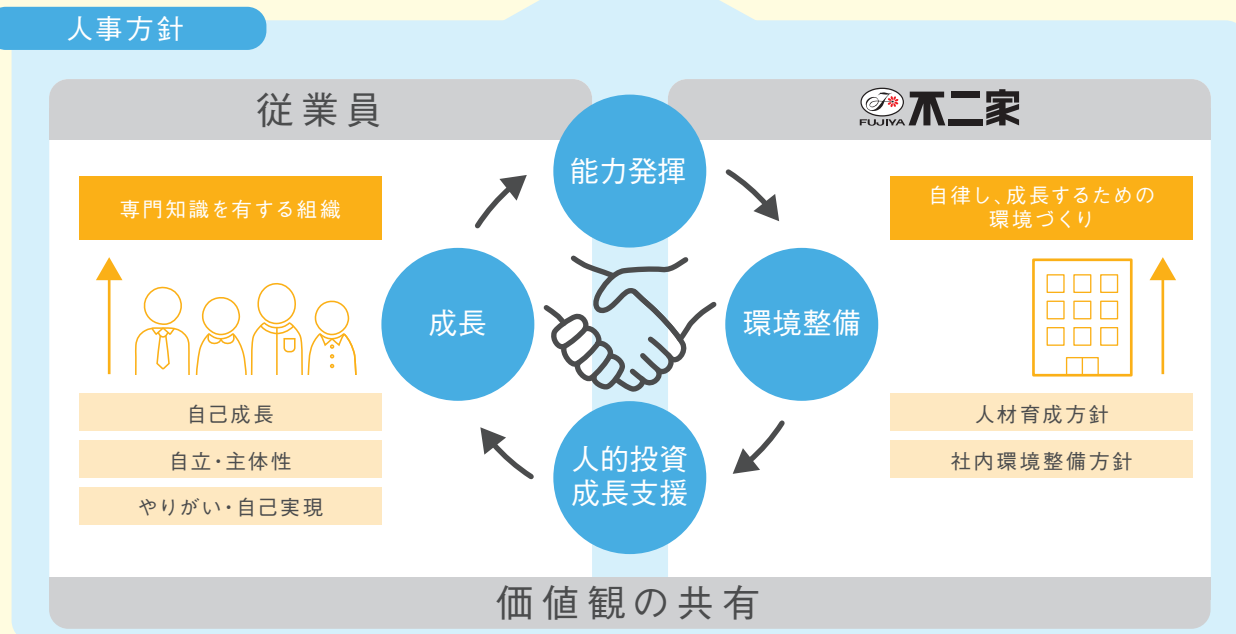 人事方針
従業員
FUJIYA 不二家
能力発揮
専門知識を有する組織
自律し、成長するための
環境づくり
成長
環境整備
自己成長
自立・主体性
やりがい・自己実現
人的投資
成長支援
人材育成方針
社内環境整備方針
価値観の共有